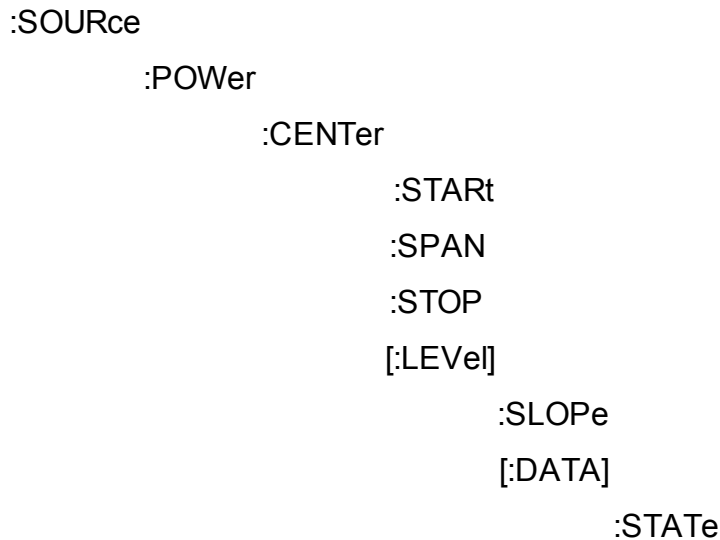 :SOURce
:POWer
:CENTer
:STARt
:SPAN
:STOP
[:LEVel]
:SLOPe
[:DATA]
:STATe